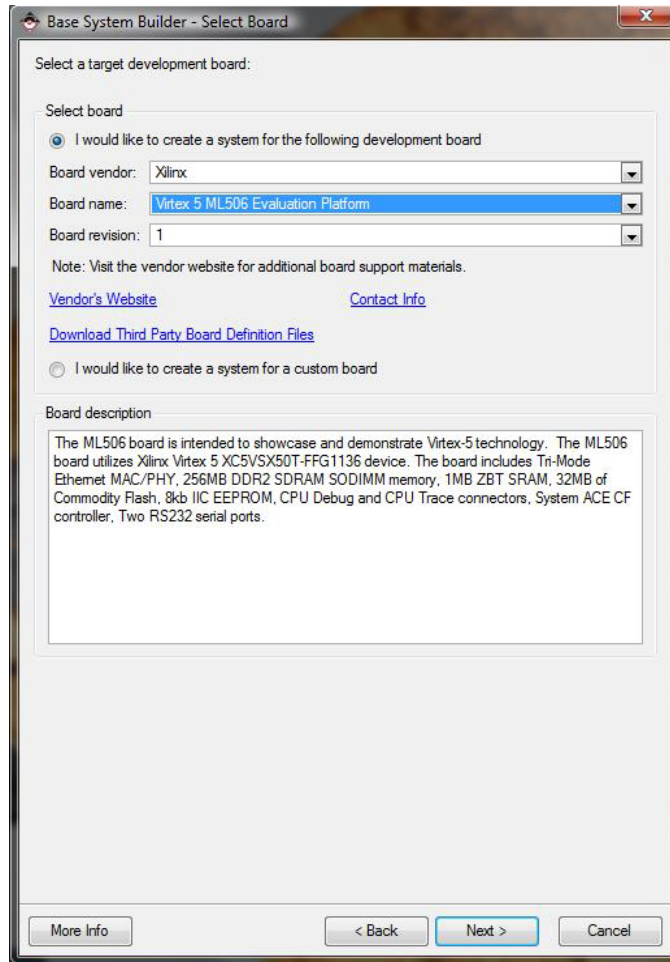 Base System Builder - Select Board
Select a target development board:
Select board
I would like to create a system for the following development board
Board vendor: Xilinx
Board name: Virtex 5 ML506 Evaluation Platform
Board revision: 1
Note: Visit the vendor website for additional board support materials.
Vendor's Website Contact Info
Download Third Party Board Definition Files
I would like to create a system for a custom board
Board description
The ML506 board is intended to showcase and demonstrate Virtex-5 technology. The ML506
board utilizes Xilinx Virtex 5 XC5VSX50T-FFG1136 device. The board includes Tri-Mode
Ethernet MAC/PHY, 256MB DDR2 SDRAM SODIMM memory, 1MB ZBT SRAM, 32MB of
Commodity Flash, 8kb IIC EEPROM, CPU Debug and CPU Trace connectors, System ACE CF
controller, Two RS232 serial ports.
More Info < Back Next > Cancel